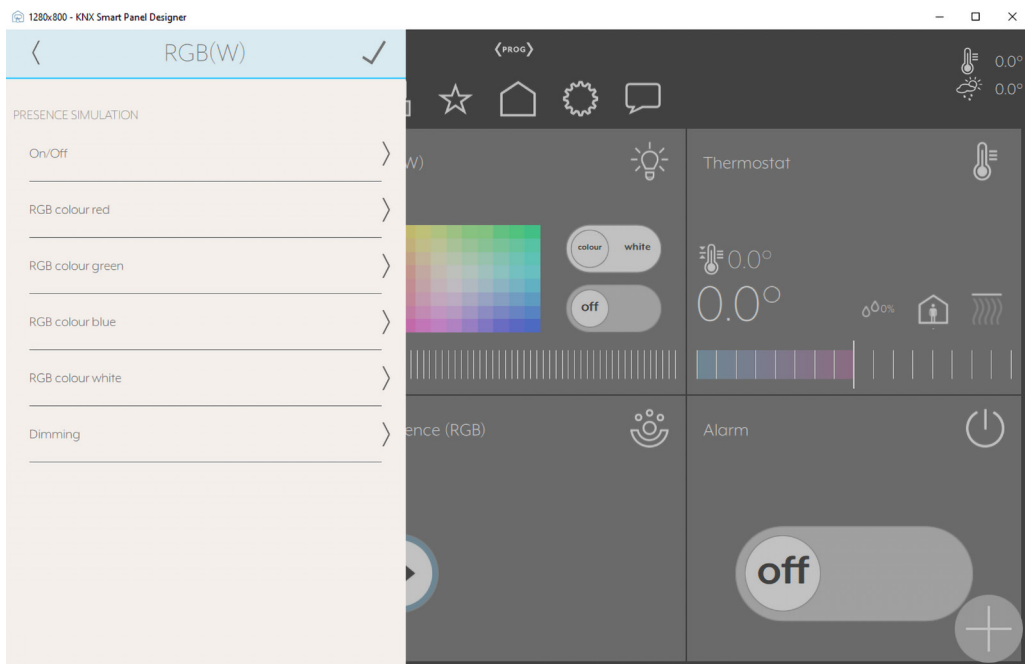 1280x800 - KNX Smart Panel Designer
RGB(W)
PROG
0.0°
0.0°
PRESENCE SIMULATION
On/Off
RGB colour red
RGB colour green
RGB colour blue
RGB colour white
Dimming
W)
colour white
off
Thermostat
0.0°
0.0°
0%
ence (RGB)
Alarm
off